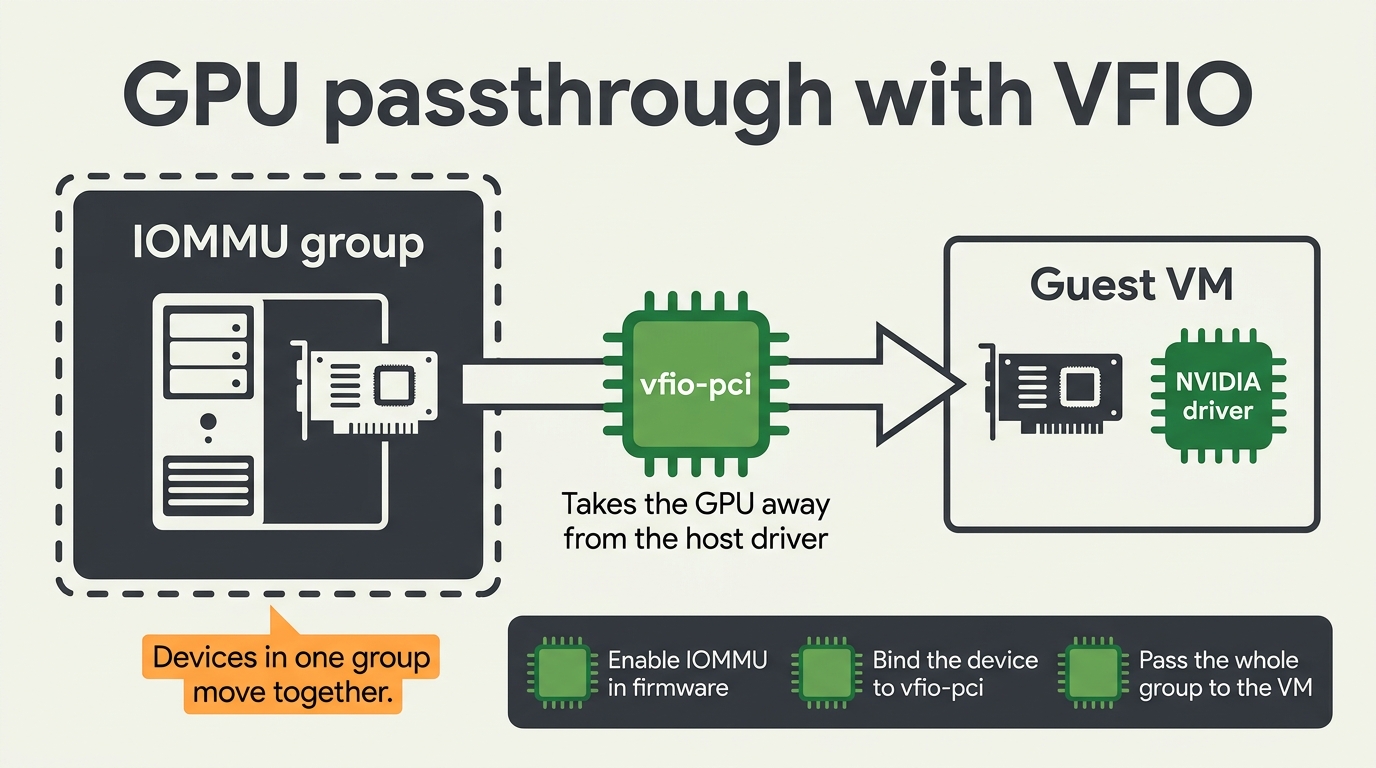 GPU passthrough with VFIO
IOMMU group
vfio-pci
Takes the GPU away
from the host driver
Guest VM
NVIDIA
driver
Devices in one group
move together.
Enable IOMMU
in firmware
Bind the device
to vfio-pci
Pass the whole
group to the VM